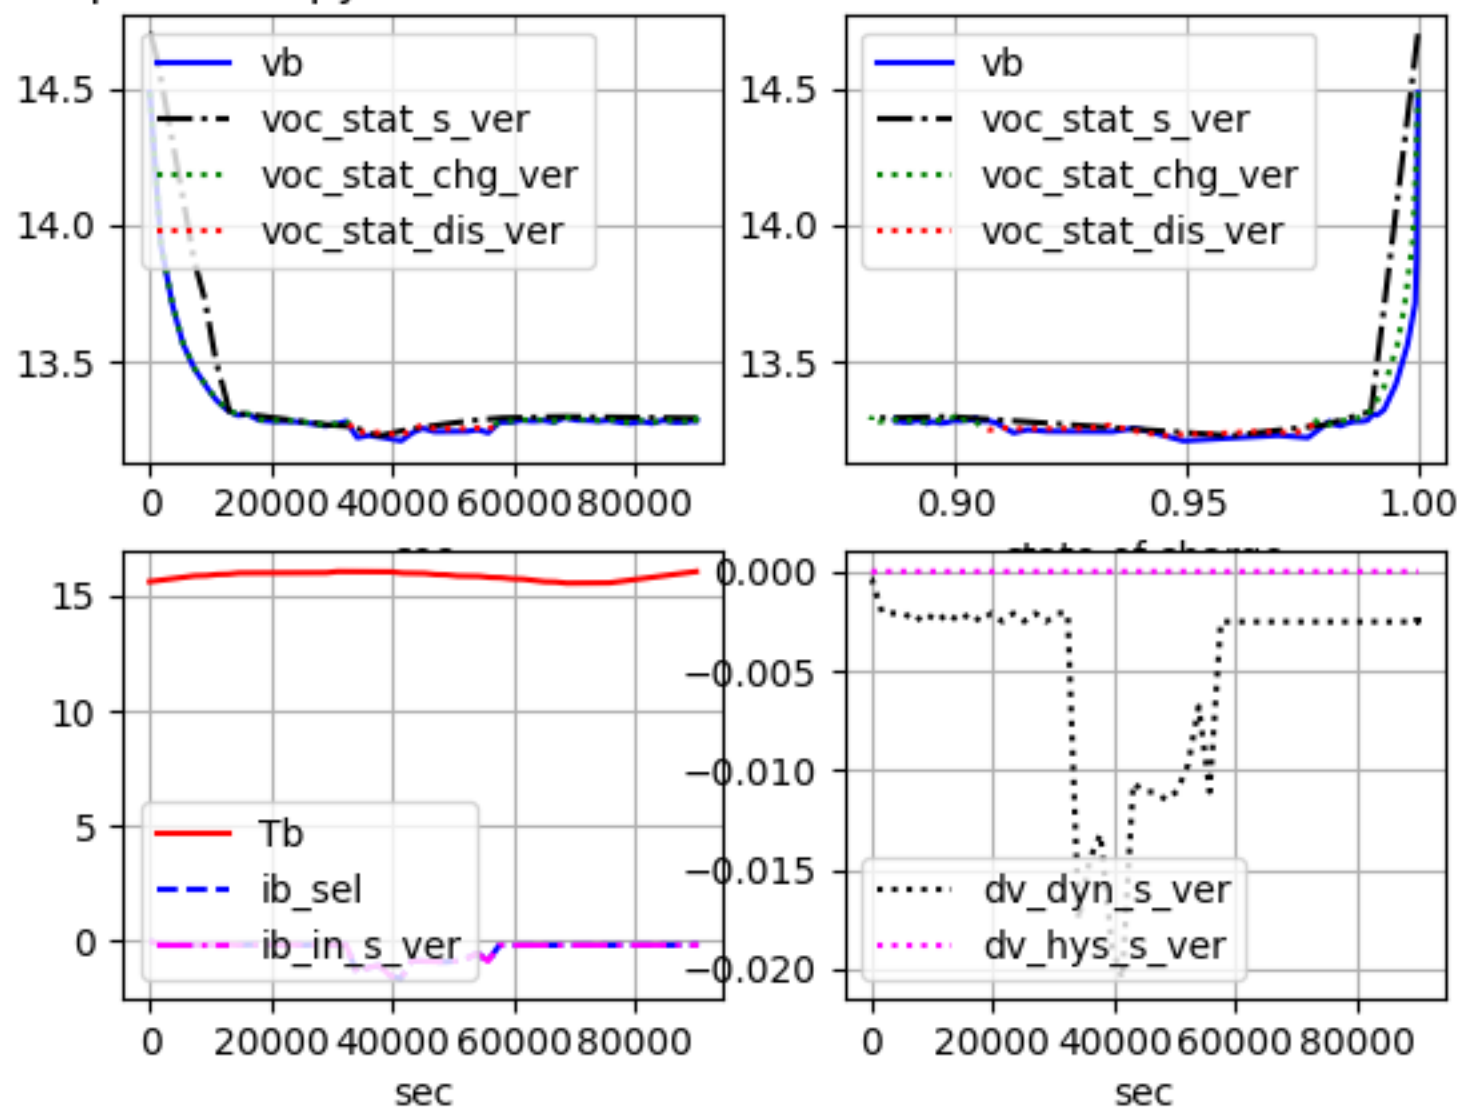 vb
voc_stat_s_ver
voc_stat_chg_ver
voc_stat_dis_ver
14.5
14.0
13.5
0 20000 40000 60000 80000
vb
voc_stat_s_ver
voc_stat_chg_ver
voc_stat_dis_ver
14.5
14.0
13.5
0.90 0.95 1.00
15
10
5
0
Tb
ib_sel
ib_in_s_ver
0 20000 40000 60000 80000
sec
0.000
−0.005
−0.010
−0.015
−0.020
dv_dyn_s_ver
dv_hys_s_ver
0 20000 40000 60000 80000
sec